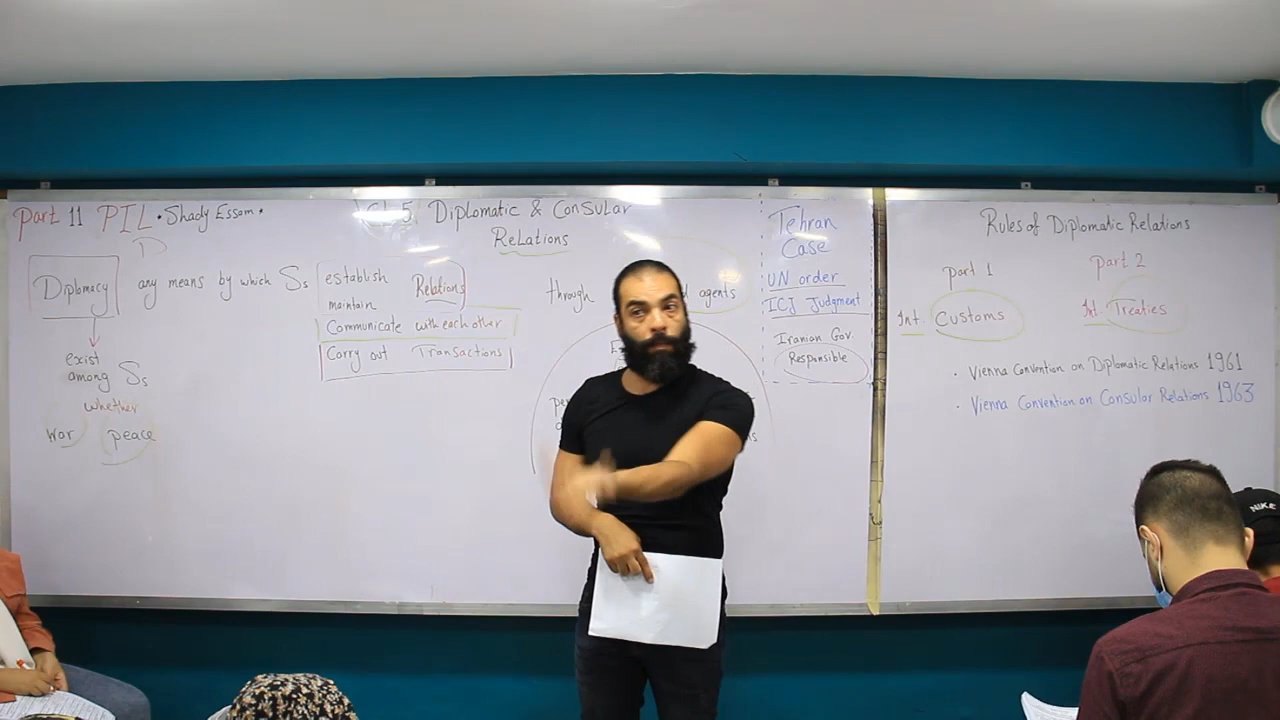 Part 11 PIL • Shady Essam •
Ch 5 Diplomatic & Consular
Relations
D
Diplomacy
any means by which Ss
establish
maintain
Relations
Communicate with each other
Carry out Transactions
through
agents
exist
among Ss
whether
war
peace
Tehran
Case
UN order
ICJ Judgment
Iranian Gov.
Responsible
Rules of Diplomatic Relations
part 1
part 2
Int. Customs
Int. Treaties
• Vienna Convention on Diplomatic Relations 1961
• Vienna Convention on Consular Relations 1963
NIKE